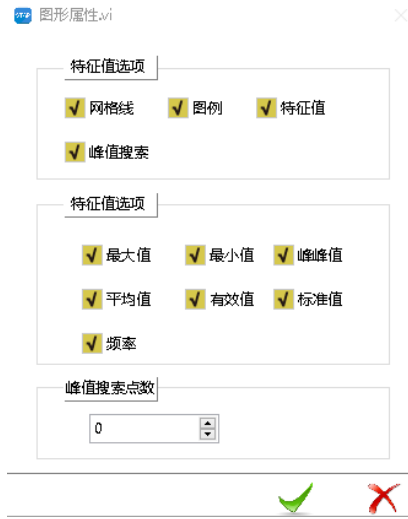 图形属性.vi
特征值选项
网格线 图例 特征值
峰值搜索
特征值选项
最大值 最小值 峰峰值
平均值 有效值 标准值
频率
峰值搜索点数
0